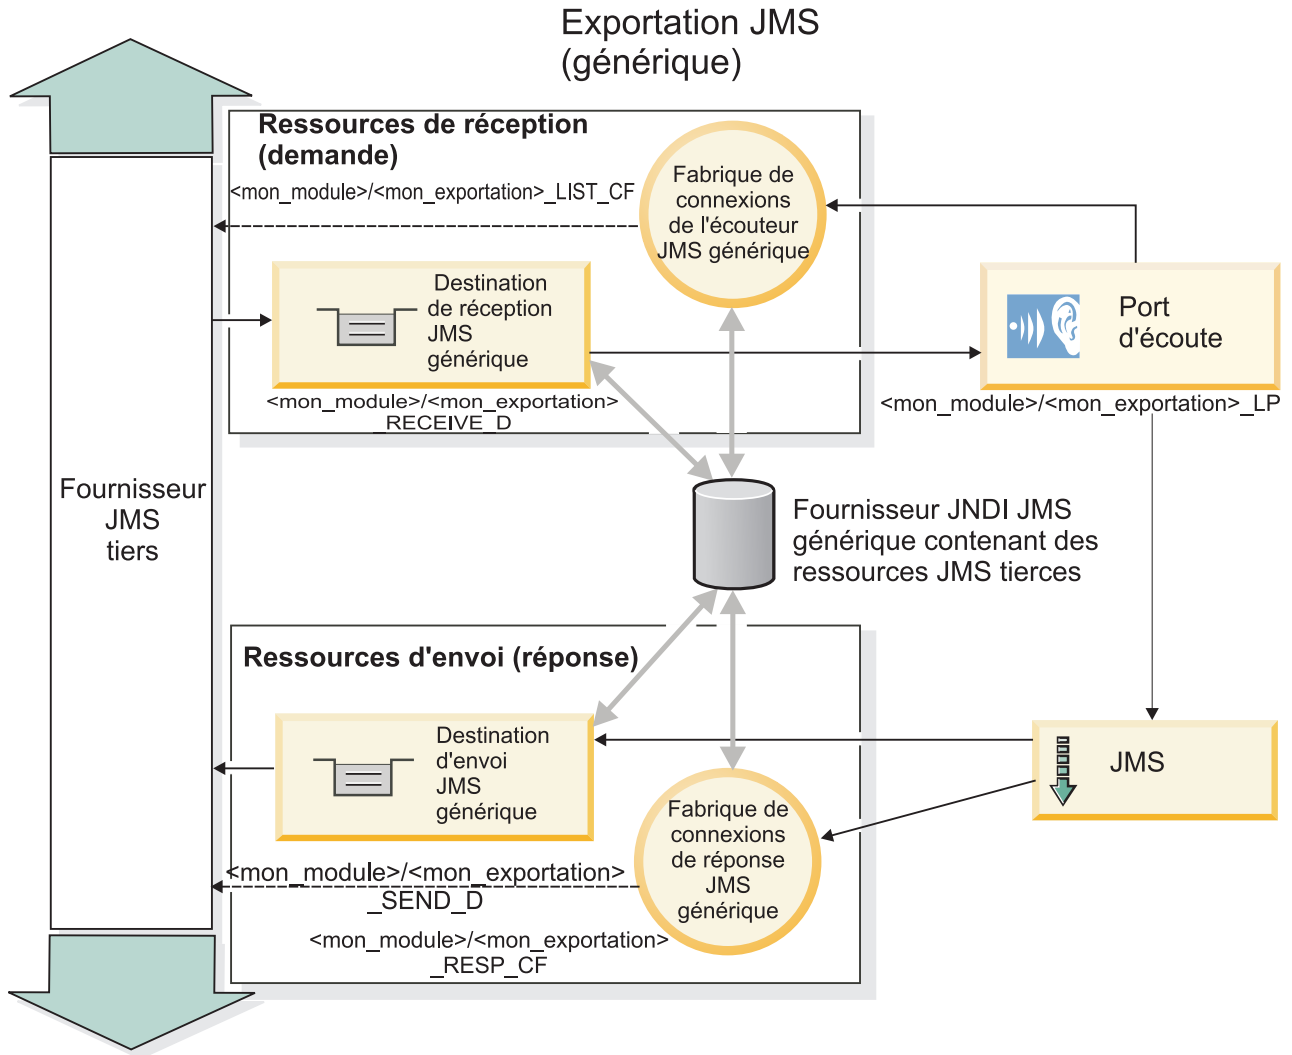 Exportation JMS
(générique)
Ressources de réception
(demande)
<mon_module>/<mon_exportation>_LIST_CF
Fabrique de
connexions
de l'écouteur
JMS générique
Destination
de réception
JMS
générique
<mon_module>/<mon_exportation>
_RECEIVE_D
Port
d'écoute
<mon_module>/<mon_exportation>_LP
Fournisseur
JMS
tiers
Fournisseur JNDI JMS
générique contenant des
ressources JMS tierces
Ressources d'envoi (réponse)
Destination
d'envoi
JMS
générique
<mon_module>/<mon_exportation>
_SEND_D
Fabrique de
connexions
de réponse
JMS
générique
<mon_module>/<mon_exportation>
_RESP_CF
JMS